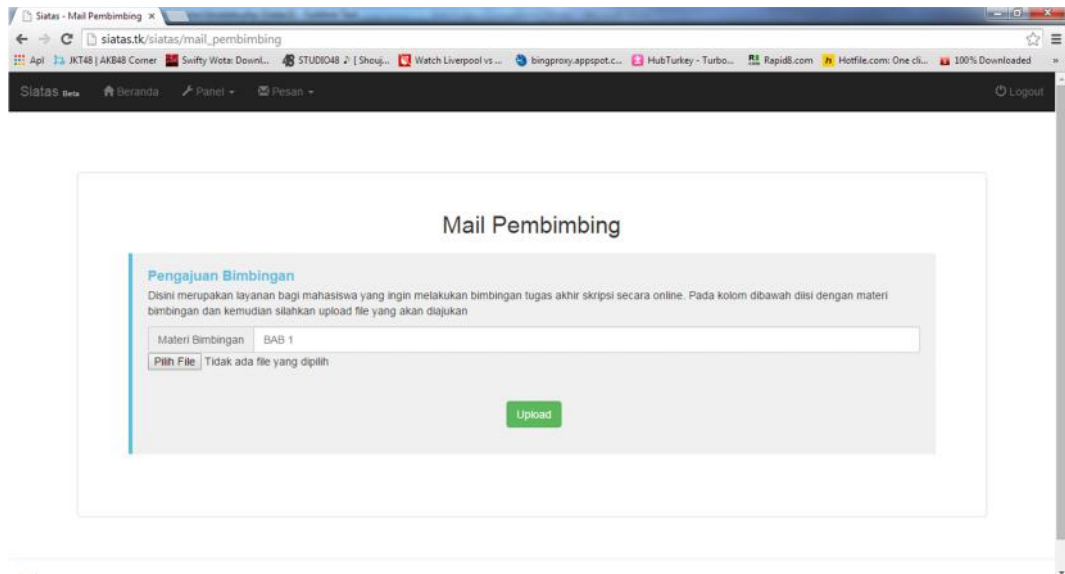 Siatas - Mail Pembimbing
siatas.tk/siatas/mail_pembimbing
Apl JKT48 | AKB48 Corner Swifty Wota: Downl... STUDIO48 ♪ [ Shouj... Watch Liverpool vs ... bingproxy.appspot.c... HubTurkey - Turbo... Rapid8.com Hotfile.com: One cli... 100% Downloaded »
SIatas Beta Beranda Panel Pesan Logout
Mail Pembimbing
Pengajuan Bimbingan
Disini merupakan layanan bagi mahasiswa yang ingin melakukan bimbingan tugas akhir skripsi secara online. Pada kolom dibawah diisi dengan materi
bimbingan dan kemudian silahkan upload file yang akan diajukan
Materi Bimbingan BAB 1
Pilih File Tidak ada file yang dipilih
Upload